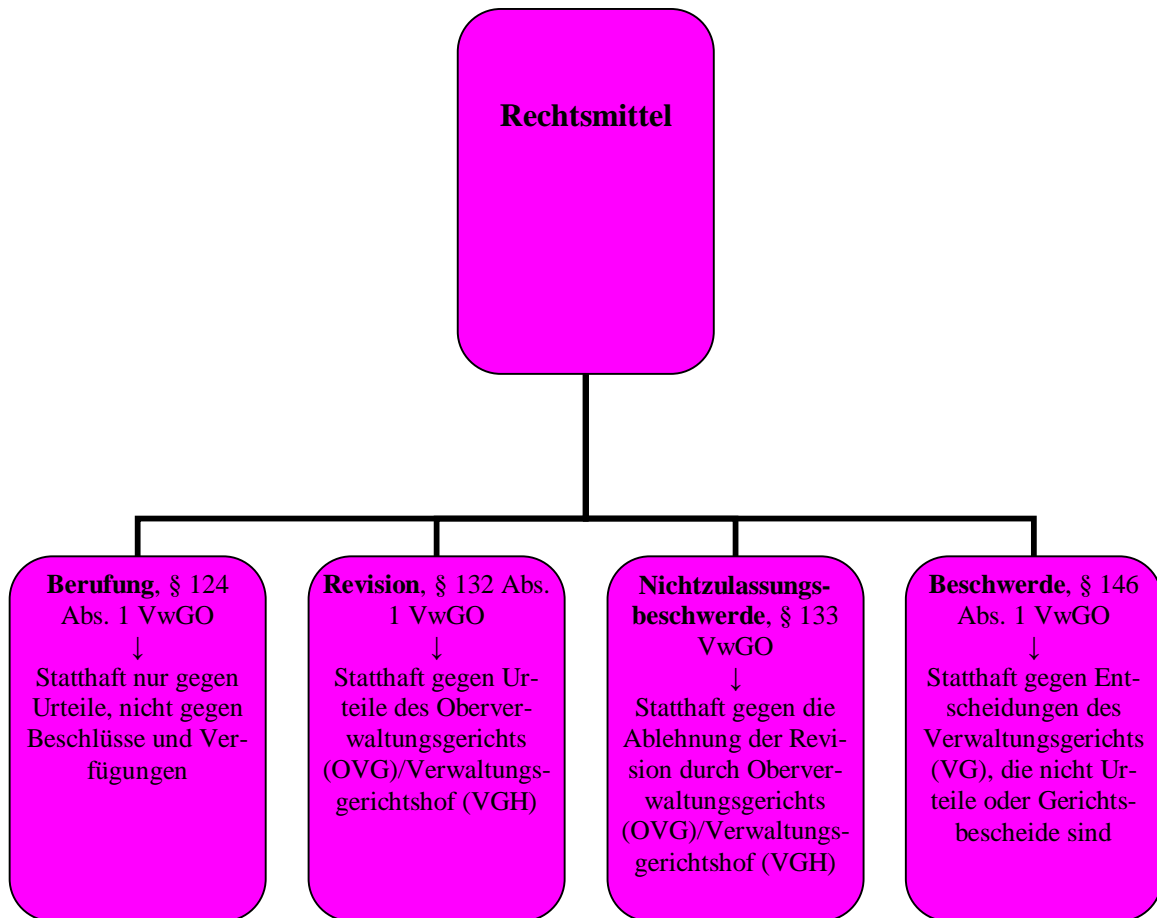 Rechtsmittel
Berufung, § 124
Abs. 1 VwGO
↓
Statthaft nur gegen
Urteile, nicht gegen
Beschlüsse und Ver-
fügungen
Revision, § 132 Abs.
1 VwGO
↓
Statthaft gegen Ur-
teile des Oberver-
waltungsgerichts
(OVG)/Verwaltungs-
gerichtshof (VGH)
Nichtzulassungs-
beschwerde, § 133
VwGO
↓
Statthaft gegen die
Ablehnung der Revi-
sion durch Oberver-
waltungsgerichts
(OVG)/Verwaltungs-
gerichtshof (VGH)
Beschwerde, § 146
Abs. 1 VwGO
↓
Statthaft gegen Ent-
scheidungen des
Verwaltungsgerichts
(VG), die nicht Ur-
teile oder Gerichts-
bescheide sind